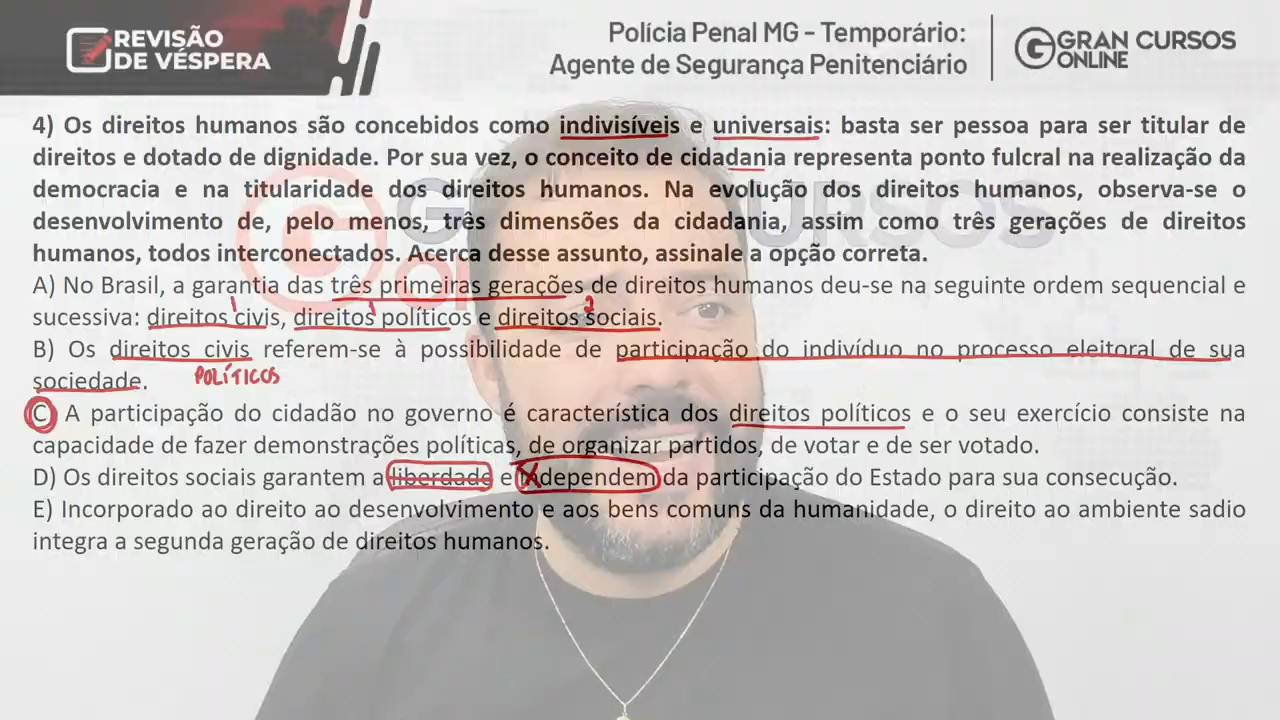 REVISÃO
DE VÉSPERA
Polícia Penal MG - Temporário:
Agente de Segurança Penitenciário
G GRAN CURSOS
ONLINE
4) Os direitos humanos são concebidos como indivisíveis e universais: basta ser pessoa para ser titular de
direitos e dotado de dignidade. Por sua vez, o conceito de cidadania representa ponto fulcral na realização da
democracia e na titularidade dos direitos humanos. Na evolução dos direitos humanos, observa-se o
desenvolvimento de, pelo menos, três dimensões da cidadania, assim como três gerações de direitos
humanos, todos interconectados. Acerca desse assunto, assinale a opção correta.
A) No Brasil, a garantia das três primeiras gerações de direitos humanos deu-se na seguinte ordem sequencial e
1 1 2
sucessiva: direitos civis, direitos políticos e direitos sociais.
B) Os direitos civis referem-se à possibilidade de participação do indivíduo no processo eleitoral de sua
sociedade. POLÍTICOS
C) A participação do cidadão no governo é característica dos direitos políticos e o seu exercício consiste na
capacidade de fazer demonstrações políticas, de organizar partidos, de votar e de ser votado.
D) Os direitos sociais garantem a liberdade e independem da participação do Estado para sua consecução.
E) Incorporado ao direito ao desenvolvimento e aos bens comuns da humanidade, o direito ao ambiente sadio
integra a segunda geração de direitos humanos.